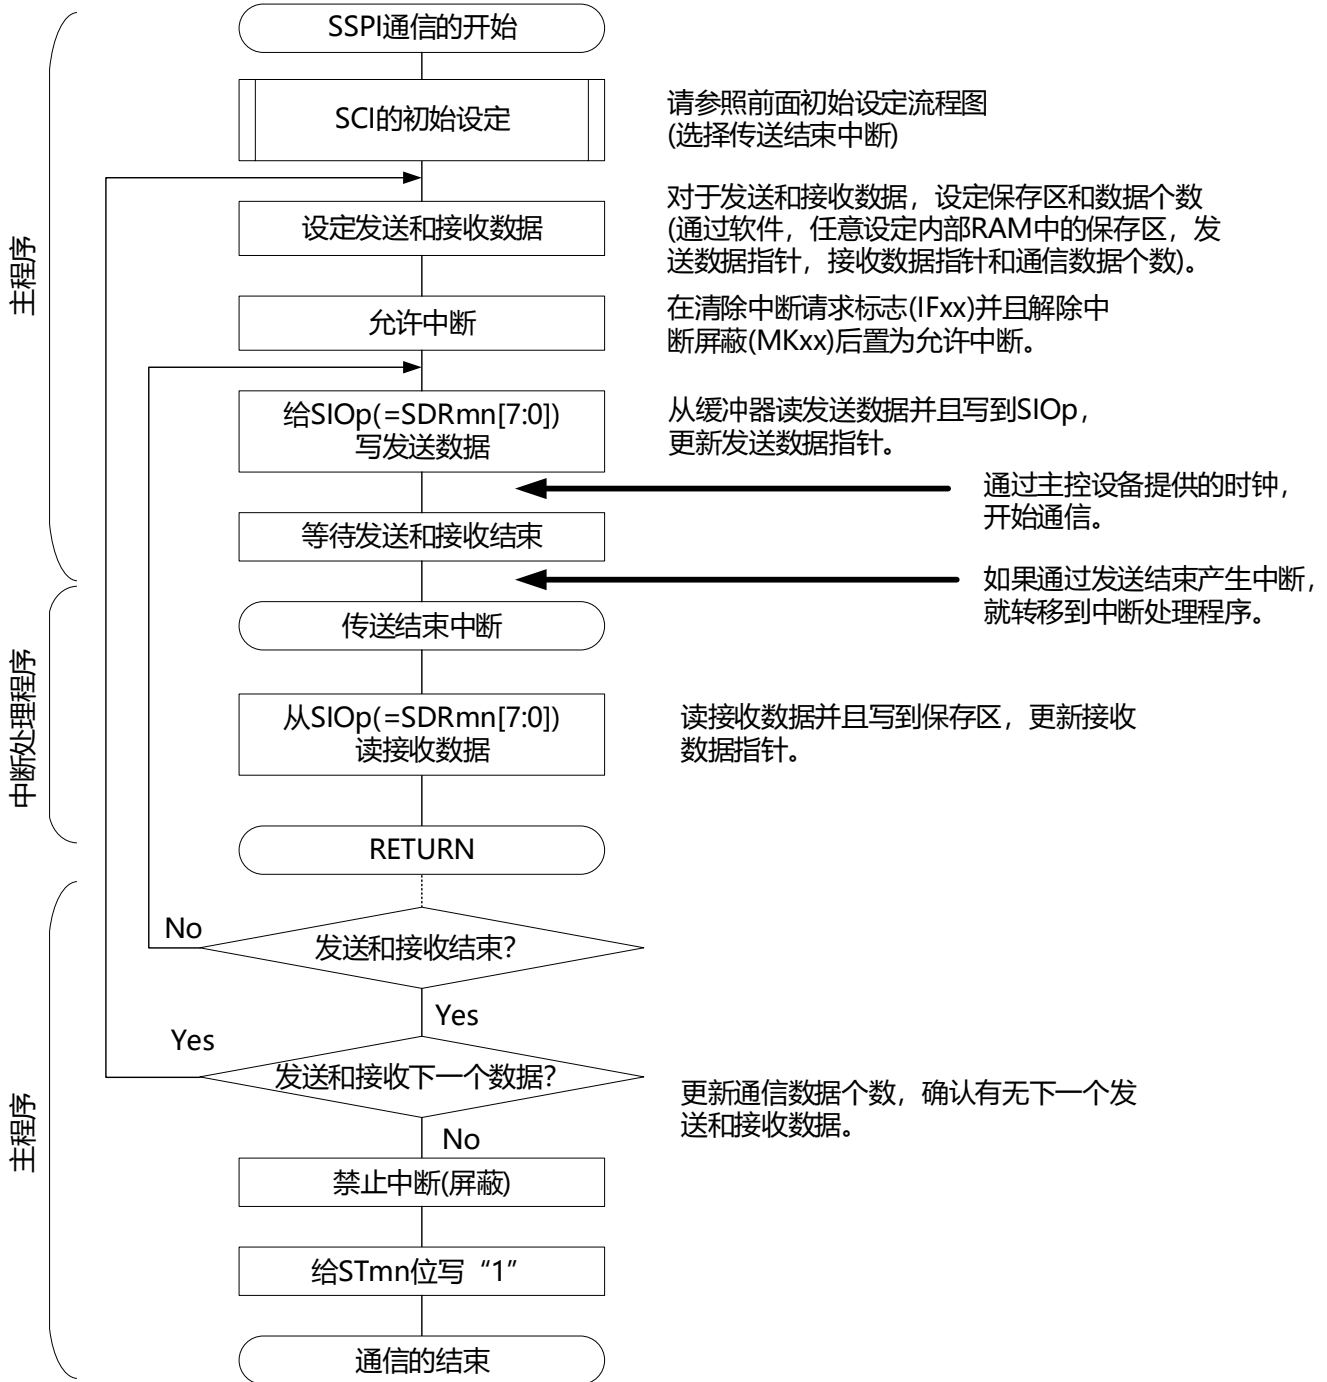 SSPI通信的开始
SCI的初始设定
请参照前面初始设定流程图
(选择传送结束中断)
设定发送和接收数据
对于发送和接收数据，设定保存区和数据个数
(通过软件，任意设定内部RAM中的保存区，发
送数据指针，接收数据指针和通信数据个数)。
主程序
允许中断
在清除中断请求标志(IFxx)并且解除中
断屏蔽(MKxx)后置为允许中断。
给SIOp(=SDRmn[7:0])
写发送数据
从缓冲器读发送数据并且写到SIOp，
更新发送数据指针。
通过主控设备提供的时钟，
开始通信。
等待发送和接收结束
如果通过发送结束产生中断，
就转移到中断处理程序。
传送结束中断
中断处理程序
从SIOp(=SDRmn[7:0])
读接收数据
读接收数据并且写到保存区，更新接收
数据指针。
RETURN
No
发送和接收结束？
Yes
Yes
发送和接收下一个数据？
更新通信数据个数，确认有无下一个发
送和接收数据。
主程序
No
禁止中断(屏蔽)
给STmn位写“1”
通信的结束